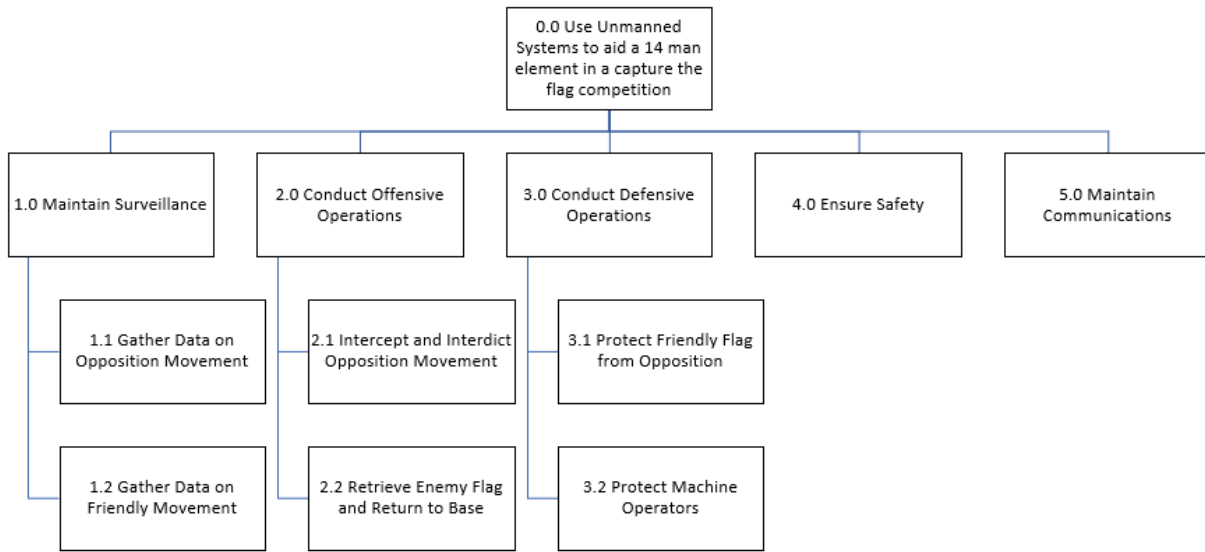 0.0 Use Unmanned
Systems to aid a 14 man
element in a capture the
flag competition
1.0 Maintain Surveillance
2.0 Conduct Offensive
Operations
3.0 Conduct Defensive
Operations
4.0 Ensure Safety
5.0 Maintain
Communications
1.1 Gather Data on
Opposition Movement
2.1 Intercept and Interdict
Opposition Movement
3.1 Protect Friendly Flag
from Opposition
1.2 Gather Data on
Friendly Movement
2.2 Retrieve Enemy Flag
and Return to Base
3.2 Protect Machine
Operators